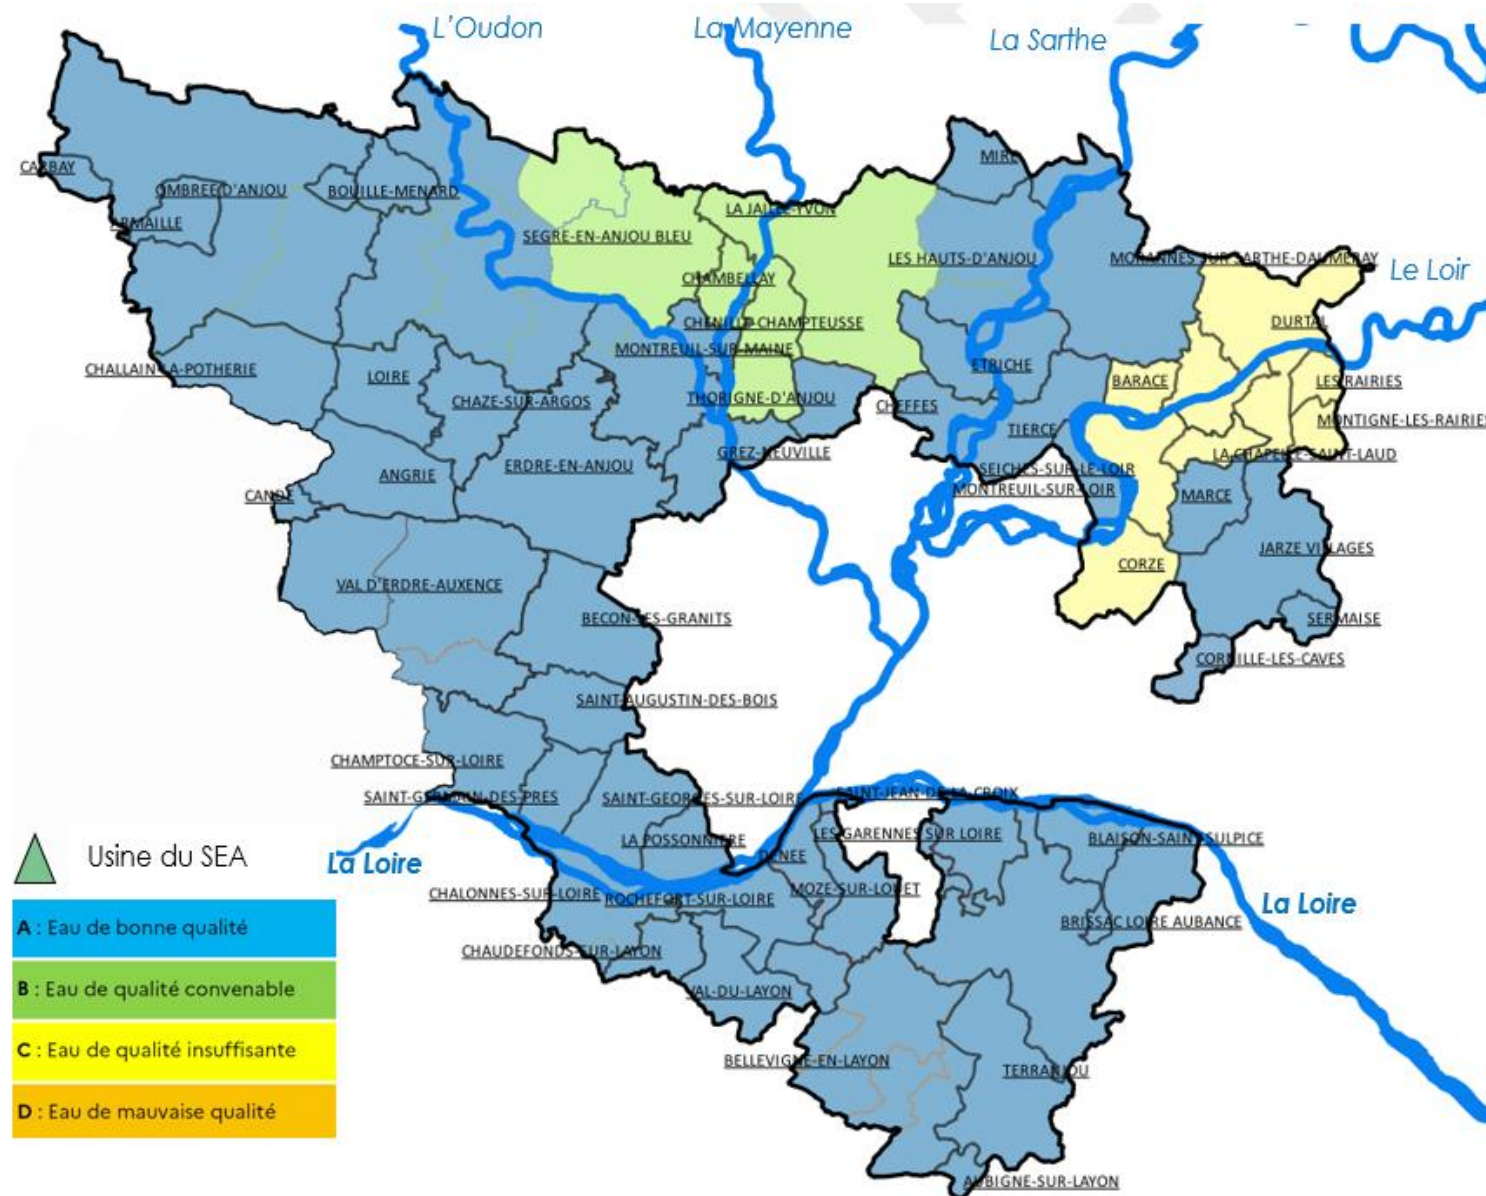 L'Oudon
La Mayenne
La Sarthe
CARBAY
OMBREE D'ANJOU
BOUILLE-MENARD
LA JAILLE-YVON
MIRE
ARMAILLE
SEGRE-EN-ANJOU BLEU
LES HAUTS-D'ANJOU
MORANNES SUR SARTHE-DAUMERAY
Le Loir
CHAMBELLAY
CHENILLE-CHAMPTEUSSE
DURTAL
MONTREUIL-SUR-MAINE
CHALLAIN-LA-POTHERIE
LOIRE
ETRICHE
BARACE
LES RAIRIES
CHAZE-SUR-ARGOS
THORIGNE-D'ANJOU
CHEFFES
MONTIGNE-LES-RAIRIES
TIERCE
GREZ-NEUVILLE
LA CHAPELLE-SAINT-LAUD
ANGRIE
ERDRE-EN-ANJOU
SEICHES-SUR-LE-LOIR
CANDE
MONTREUIL-SUR-LOIR
MARCE
JARZE VILLAGES
CORZE
VAL D'ERDRE-AUXENCE
BECON-LES-GRANITS
SERMAISE
CORNILLE-LES-CAVES
SAINT-AUGUSTIN-DES-BOIS
CHAMPTOCE-SUR-LOIRE
SAINT-GERMAIN-DES-PRES
SAINT-GEORGES-SUR-LOIRE
SAINT-JEAN-DE-LA-CROIX
LA POSSONNIERE
LES GARENNES SUR LOIRE
BLAISON-SAINT-SULPICE
Usine du SEA
La Loire
DENEE
CHALONNES-SUR-LOIRE
ROCHEFORT-SUR-LOIRE
MOZE-SUR-LOUET
La Loire
A : Eau de bonne qualité
BRISSAC LOIRE AUBANCE
CHAUDEFONDS-SUR-LAYON
B : Eau de qualité convenable
VAL-DU-LAYON
C : Eau de qualité insuffisante
BELLEVIGNE-EN-LAYON
TERRANJOU
D : Eau de mauvaise qualité
AUBIGNE-SUR-LAYON